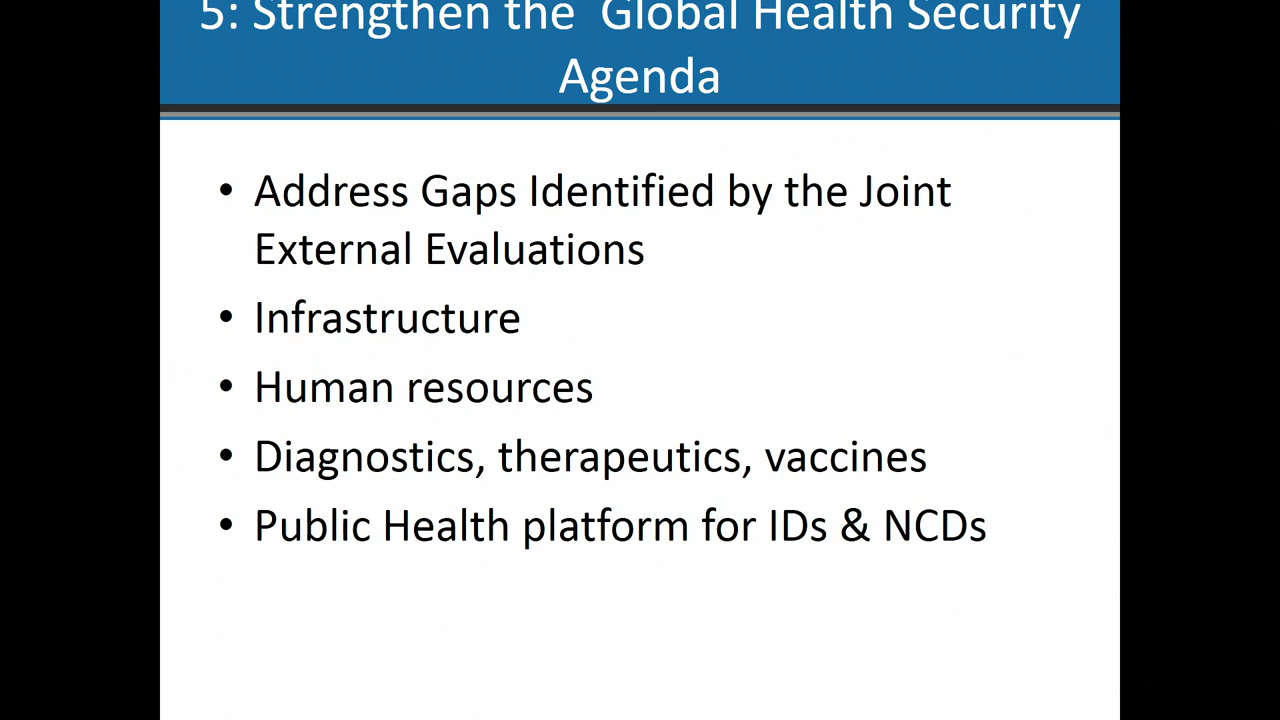 5: Strengthen the  Global Health Security
Agenda
• Address Gaps Identified by the Joint
External Evaluations
• Infrastructure
• Human resources
• Diagnostics, therapeutics, vaccines
• Public Health platform for IDs & NCDs